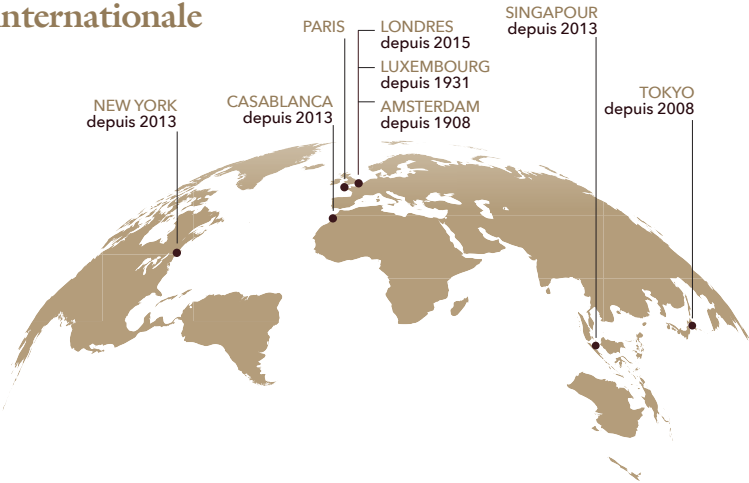 nternationale
PARIS
LONDRES
depuis 2015
LUXEMBOURG
depuis 1931
AMSTERDAM
depuis 1908
SINGAPOUR
depuis 2013
TOKYO
depuis 2008
NEW YORK
depuis 2013
CASABLANCA
depuis 2013